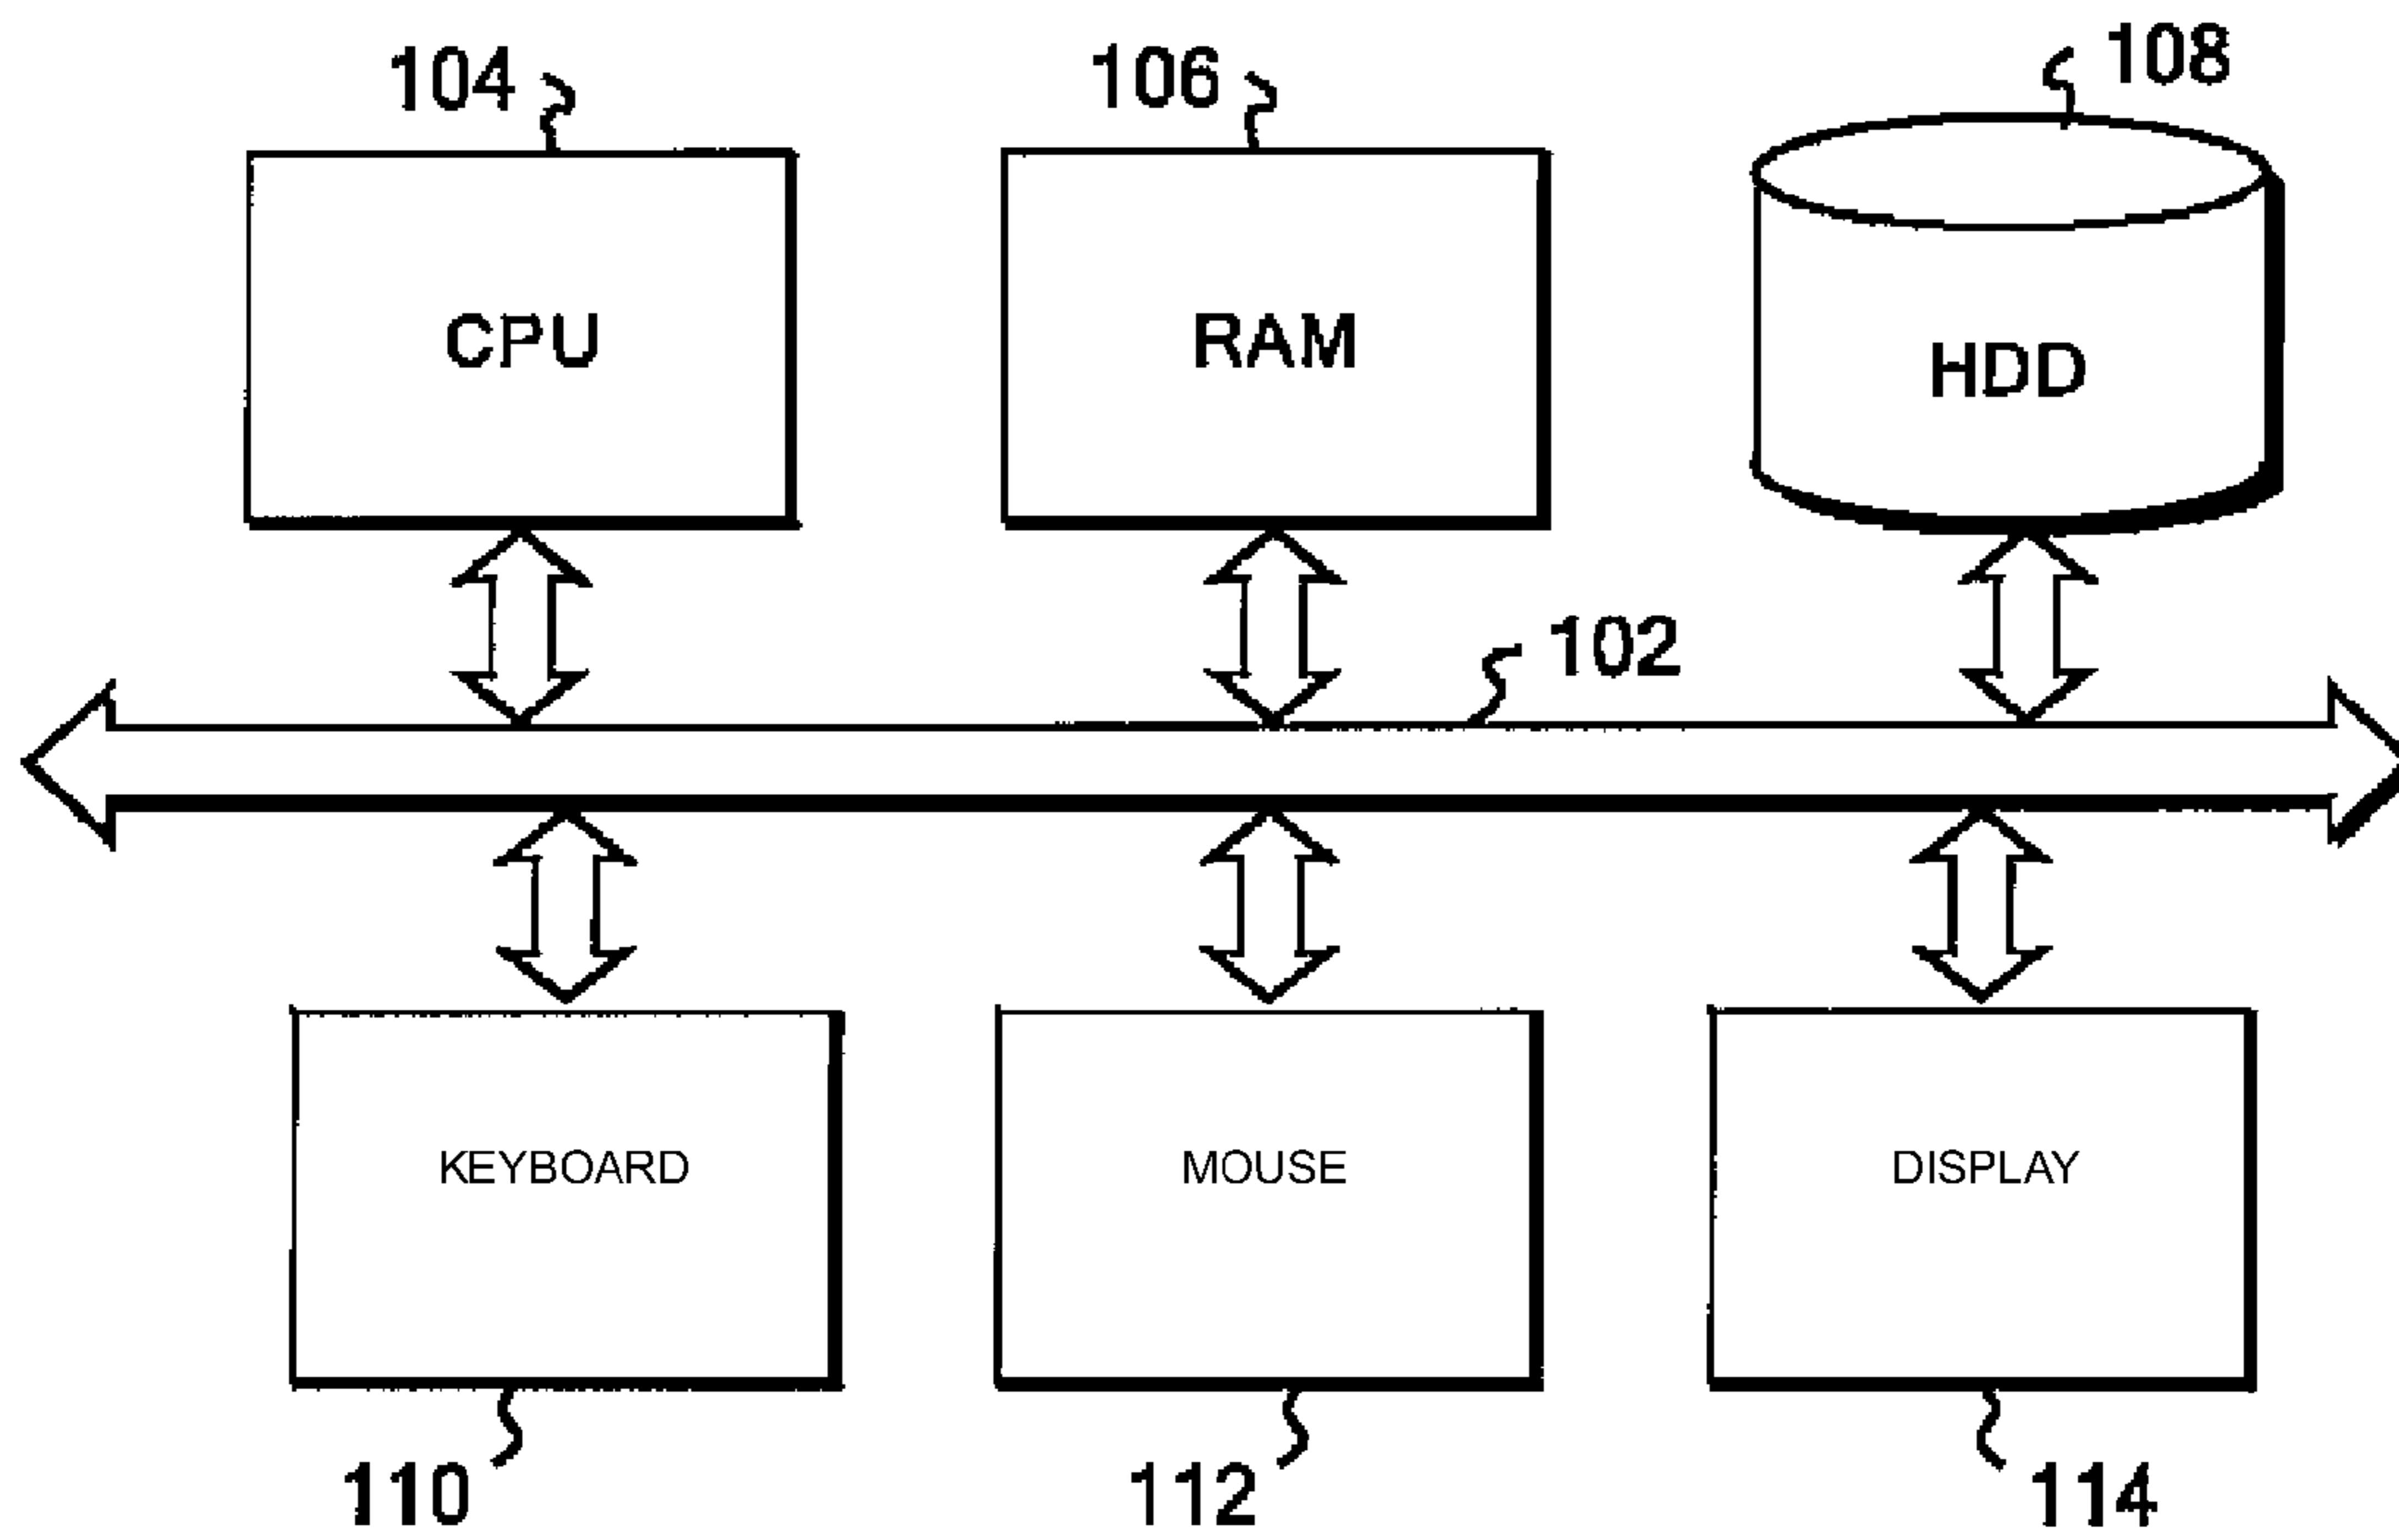 104
106
108
CPU
RAM
HDD
102
KEYBOARD
MOUSE
DISPLAY
110
112
114